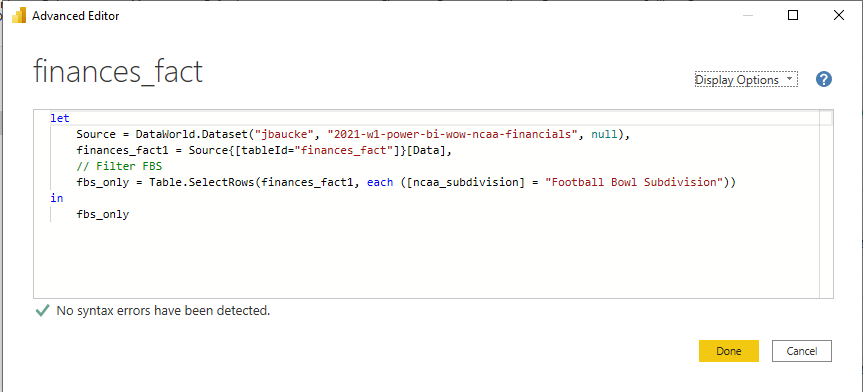 Advanced Editor
finances_fact
Display Options
?
let
    Source = DataWorld.Dataset("jbaucke", "2021-w1-power-bi-wow-ncaa-financials", null),
    finances_fact1 = Source{[tableId="finances_fact"]}[Data],
    // Filter FBS
    fbs_only = Table.SelectRows(finances_fact1, each ([ncaa_subdivision] = "Football Bowl Subdivision"))
in
    fbs_only
No syntax errors have been detected.
Done
Cancel